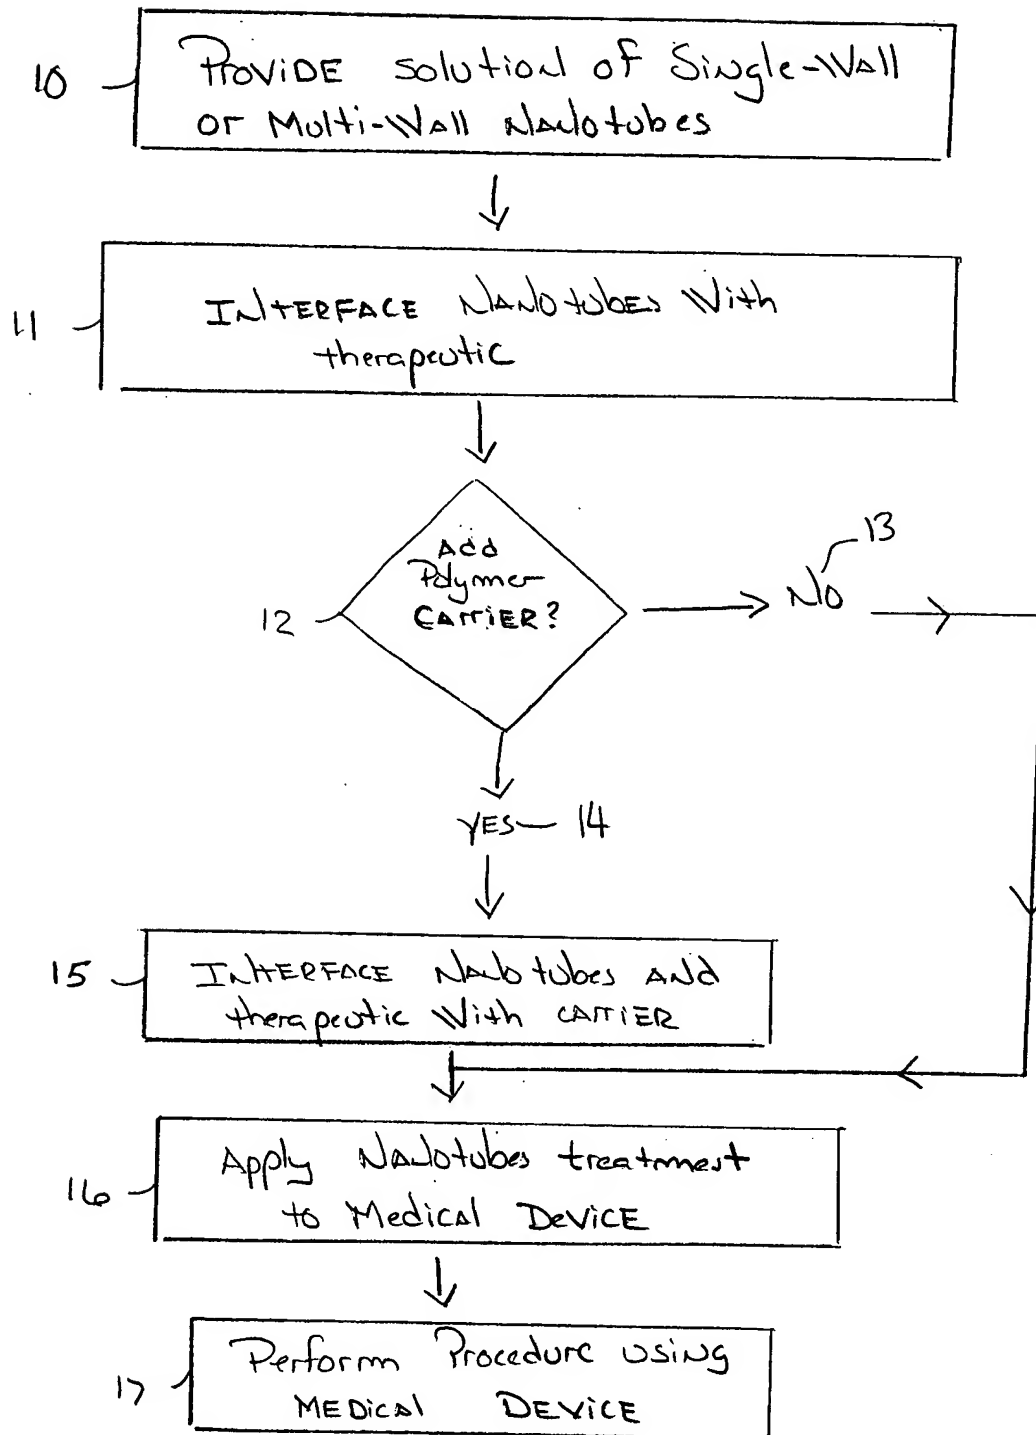 10
Provide solution of Single-Wall
or Multi-Wall Nanotubes
11
INTERFACE Nanotubes With
therapeutic
Add
Polymer
CARRIER?
12
No
13
YES
14
15
INTERFACE Nanotubes AND
therapeutic With CARRIER
16
Apply Nanotubes treatment
to Medical DEVICE
17
Perform Procedure using
MEDICAL DEVICE